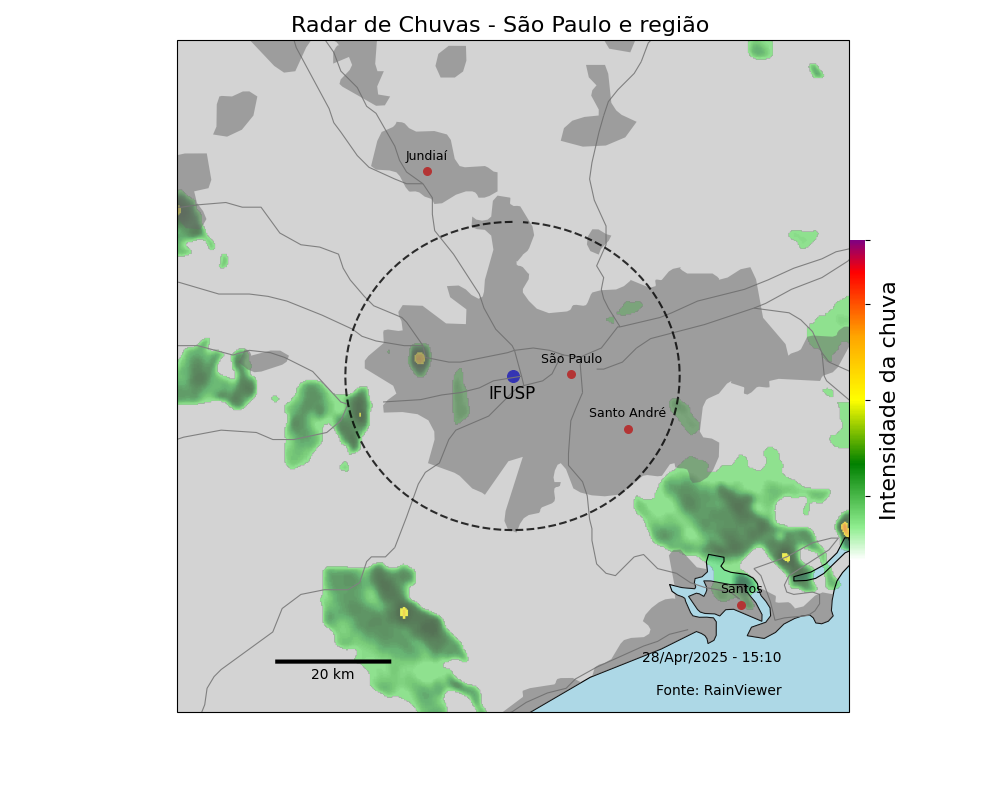 Radar de Chuvas - São Paulo e região
Jundiaí
São Paulo
IFUSP
Santo André
Intensidade da chuva
Santos
28/Apr/2025 - 15:10
20 km
Fonte: RainViewer